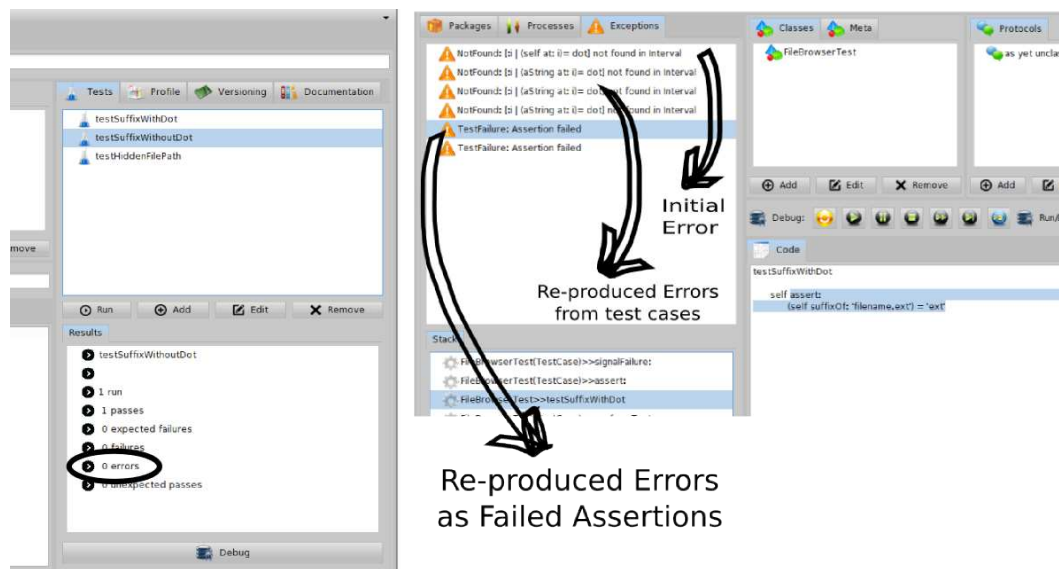 Tests Profile Versioning Documentation
testSuffixWithDot
testSuffixWithoutDot
testHiddenFilePath
move
Run Add Edit Remove
Results
testSuffixWithoutDot
1 run
1 passes
0 expected failures
0 failures
0 errors
0 unexpected passes
Debug
Packages Processes Exceptions
NotFound: [:i | (self at: i)= dot] not found in Interval
NotFound: [:i | (aString at: i)= dot] not found in Interval
NotFound: [:i | (aString at: i)= dot] not found in Interval
NotFound: [:i | (aString at: i)= dot] not found in Interval
TestFailure: Assertion failed
TestFailure: Assertion failed
Initial
Error
Re-produced Errors
from test cases
Stack
FileBrowserTest(TestCase)>>signalFailure:
FileBrowserTest(TestCase)>>assert:
FileBrowserTest>>testSuffixWithDot
Re-produced Errors
as Failed Assertions
Classes Meta
FileBrowserTest
Add Edit Remove
Protocols
as yet unclas
Add
Debug: Run/
Code
testSuffixWithDot
self assert:
(self suffixOf: 'filename.ext') = 'ext'